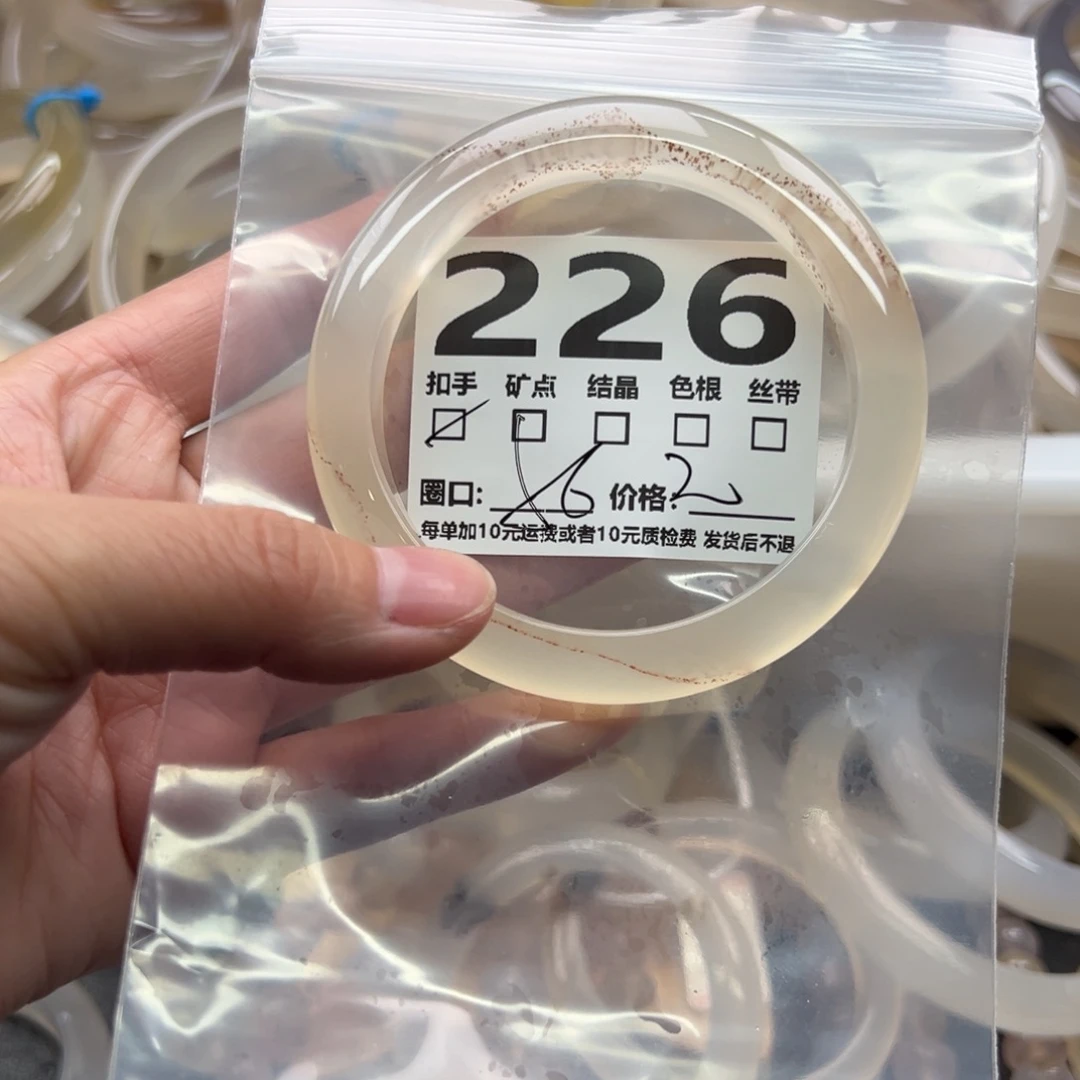 226
扣手 矿点 结晶 色根 丝带
圈口: 价格:2
每单加10元运费或者10元质检费 发货后不退